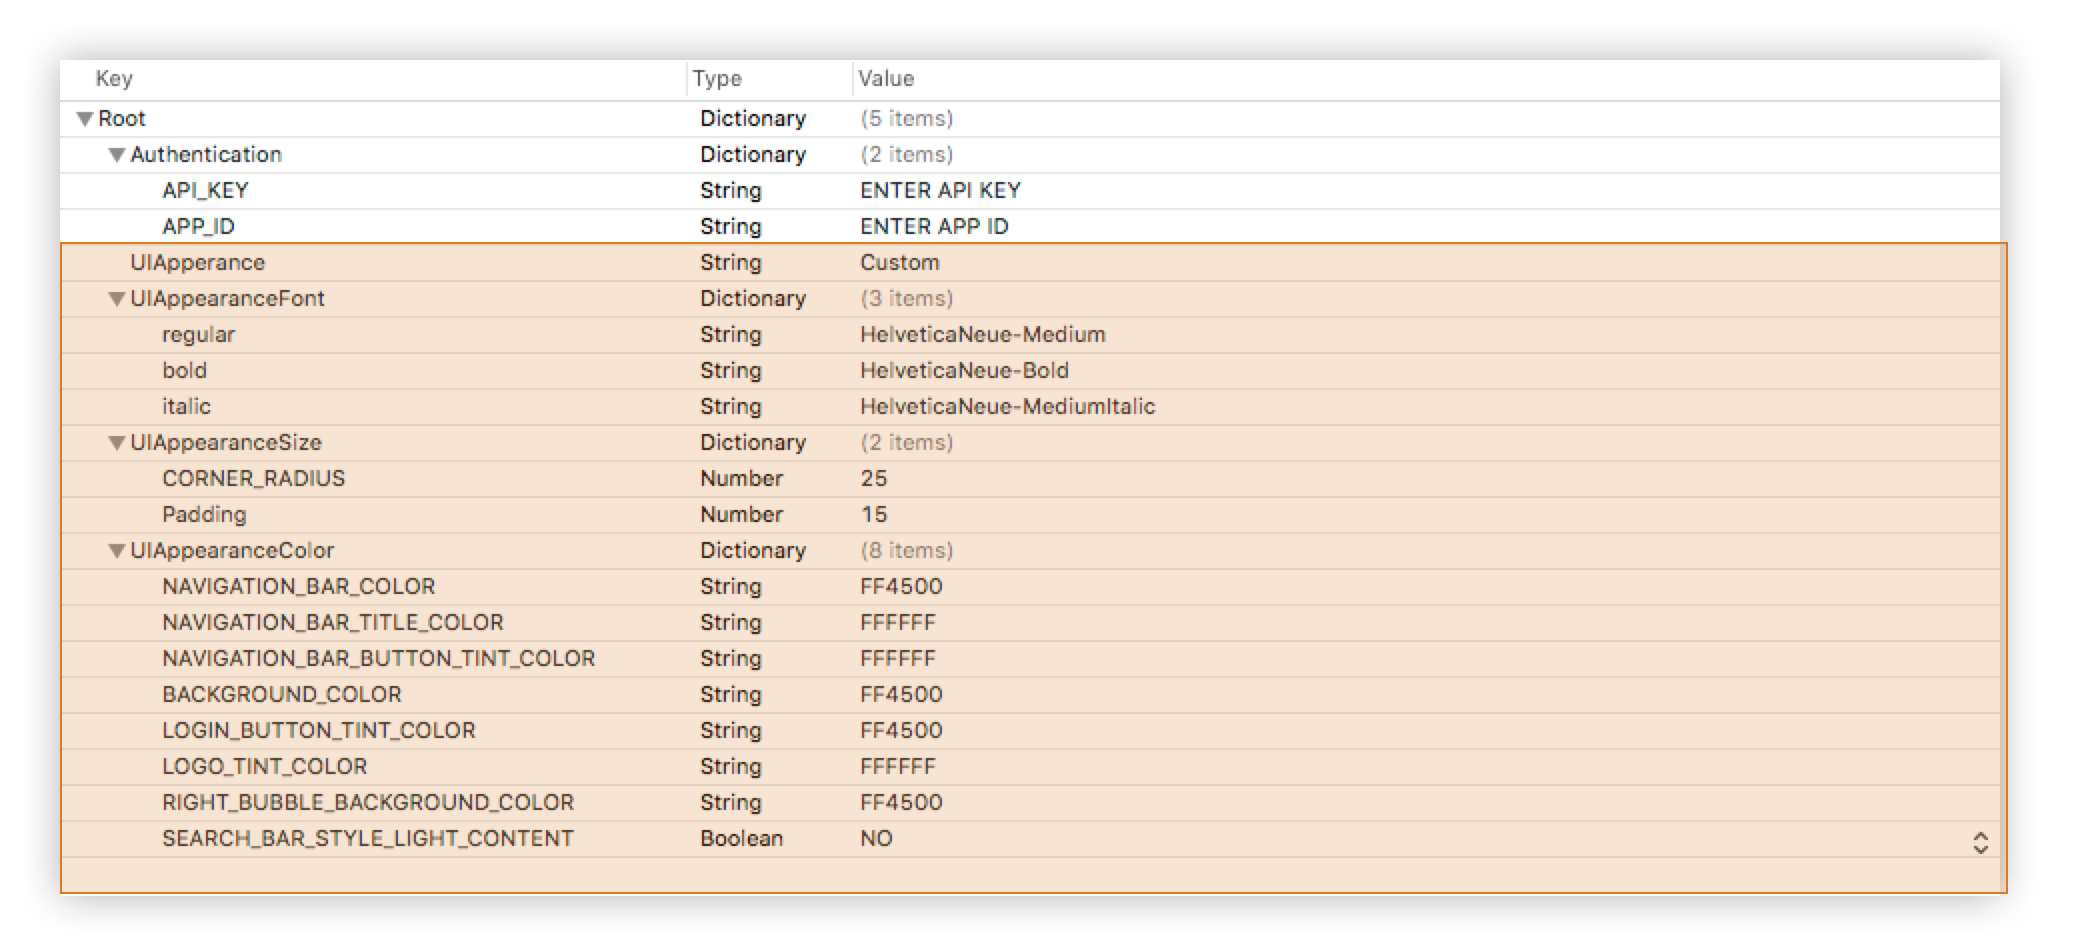 Key Type Value
Root Dictionary (5 items)
Authentication Dictionary (2 items)
API_KEY String ENTER API KEY
APP_ID String ENTER APP ID
UIApperance String Custom
UIAppearanceFont Dictionary (3 items)
regular String HelveticaNeue-Medium
bold String HelveticaNeue-Bold
italic String HelveticaNeue-MediumItalic
UIAppearanceSize Dictionary (2 items)
CORNER_RADIUS Number 25
Padding Number 15
UIAppearanceColor Dictionary (8 items)
NAVIGATION_BAR_COLOR String FF4500
NAVIGATION_BAR_TITLE_COLOR String FFFFFF
NAVIGATION_BAR_BUTTON_TINT_COLOR String FFFFFF
BACKGROUND_COLOR String FF4500
LOGIN_BUTTON_TINT_COLOR String FF4500
LOGO_TINT_COLOR String FFFFFF
RIGHT_BUBBLE_BACKGROUND_COLOR String FF4500
SEARCH_BAR_STYLE_LIGHT_CONTENT Boolean NO